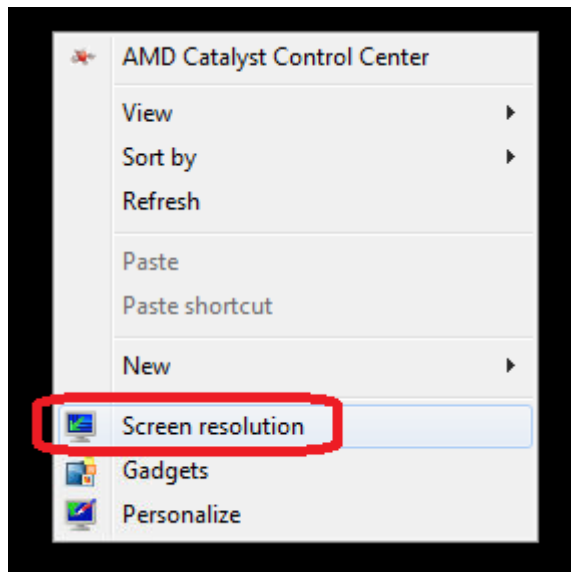 AMD Catalyst Control Center
View
Sort by
Refresh
Paste
Paste shortcut
New
Screen resolution
Gadgets
Personalize